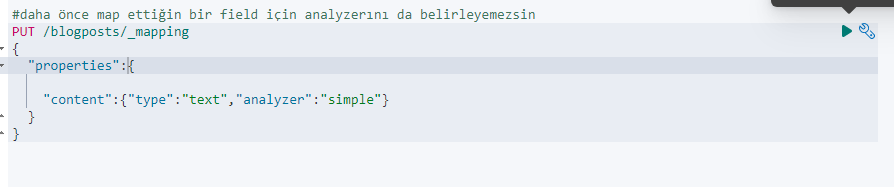 #daha önce map ettiğin bir field için analyzerını da belirleyemezsin
PUT /blogposts/_mapping
{
  "properties":{
    "content":{"type":"text","analyzer":"simple"}
  }
}